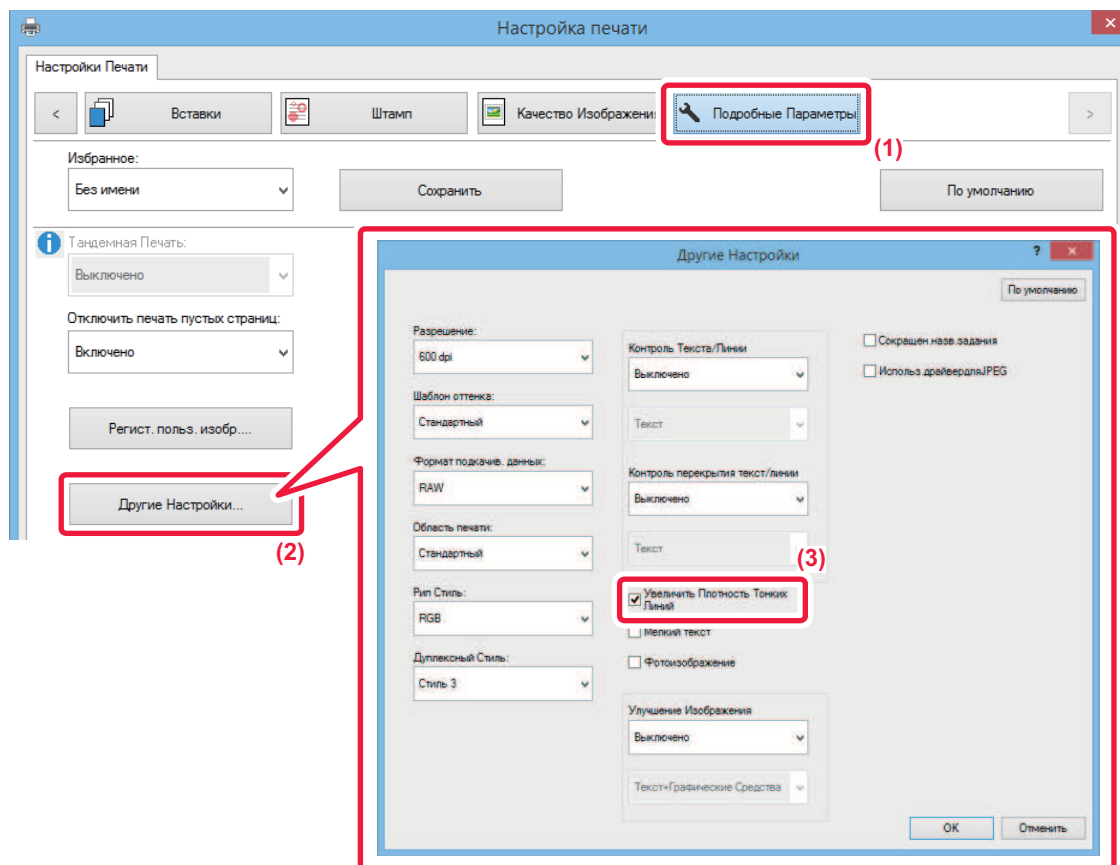 Настройка печати
Настройки Печати
< Вставки Штамп Качество Изображения Подробные Параметры >
(1)
Избранное:
Без имени Сохранить По умолчанию
Тандемная Печать:
Выключено
Отключить печать пустых страниц:
Включено
Регист. польз. изобр....
Другие Настройки...
(2)
Другие Настройки ?
По умолчанию
Разрешение:
600 dpi
Шаблон оттенка:
Стандартный
Формат подкачив. данных:
RAW
Область печати:
Стандартный
Рип Стиль:
RGB
Дуплексный Стиль:
Стиль 3
Контроль Текста/Линии
Выключено
Текст
Контроль перекрытия текст/линии
Выключено
Текст
(3)
Увеличить Плотность Тонких
Линий
Мелкий текст
Фотоизображение
Улучшение Изображения
Выключено
Текст+Графические Средства
Сокращен.назв.задания
Использ.драйвердляJPEG
OK Отменить